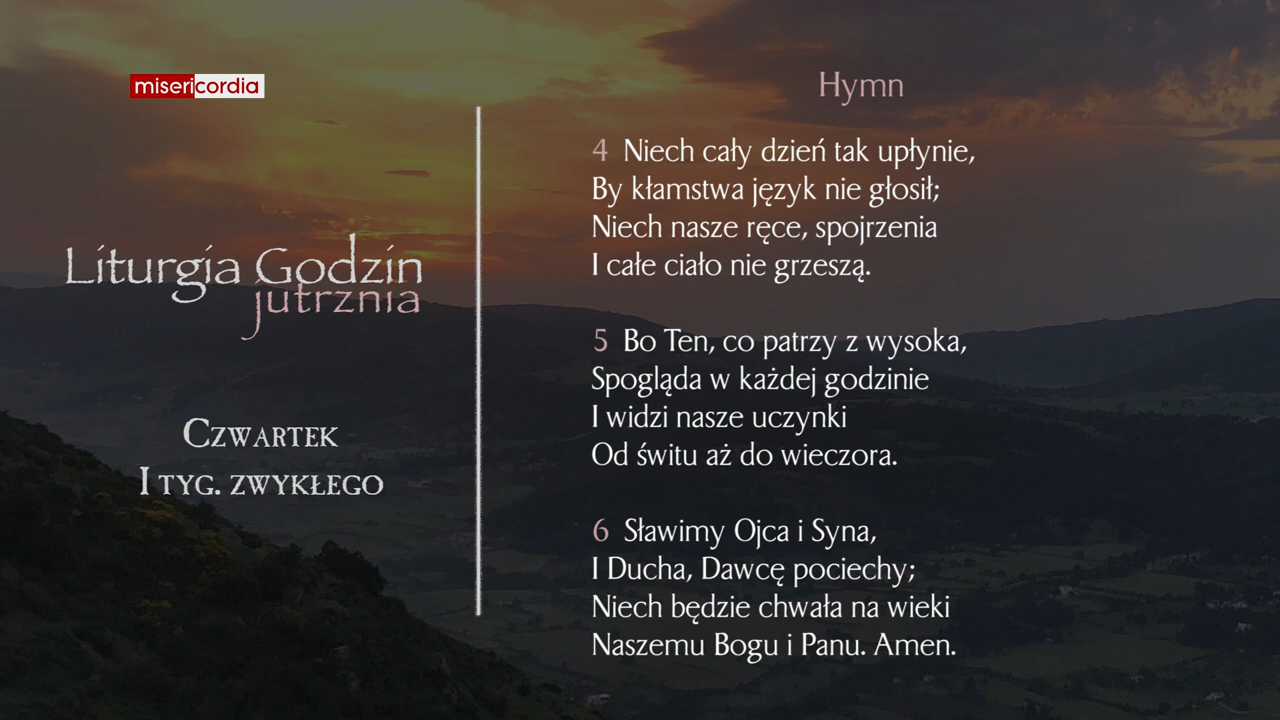 misericordia
Liturgia Godzin
jutrznia
Czwartek
I tyg. zwykłego
Hymn
4 Niech cały dzień tak upłynie,
By kłamstwa język nie głosił;
Niech nasze ręce, spojrzenia
I całe ciało nie grzeszą.
5 Bo Ten, co patrzy z wysoka,
Spogląda w każdej godzinie
I widzi nasze uczynki
Od świtu aż do wieczora.
6 Sławimy Ojca i Syna,
I Ducha, Dawcę pociechy;
Niech będzie chwała na wieki
Naszemu Bogu i Panu. Amen.